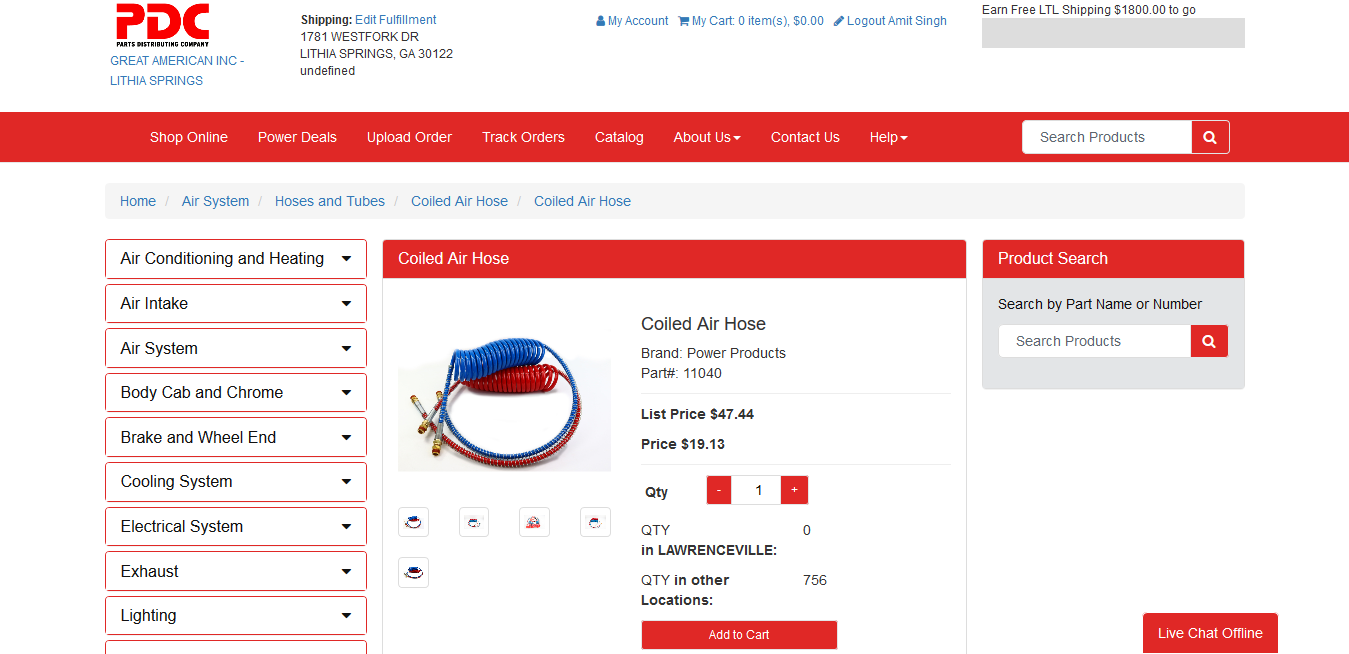 PDC
PARTS DISTRIBUTING COMPANY
GREAT AMERICAN INC -
LITHIA SPRINGS
Shipping: Edit Fulfillment
1781 WESTFORK DR
LITHIA SPRINGS, GA 30122
undefined
My Account My Cart: 0 item(s), $0.00 Logout Amit Singh
Earn Free LTL Shipping $1800.00 to go
Shop Online Power Deals Upload Order Track Orders Catalog About Us Contact Us Help Search Products
Home / Air System / Hoses and Tubes / Coiled Air Hose / Coiled Air Hose
Air Conditioning and Heating
Air Intake
Air System
Body Cab and Chrome
Brake and Wheel End
Cooling System
Electrical System
Exhaust
Lighting
Coiled Air Hose
Coiled Air Hose
Brand: Power Products
Part#: 11040
List Price $47.44
Price $19.13
Qty - 1 +
QTY 0
in LAWRENCEVILLE:
QTY in other 756
Locations:
Add to Cart
Product Search
Search by Part Name or Number
Search Products
Live Chat Offline